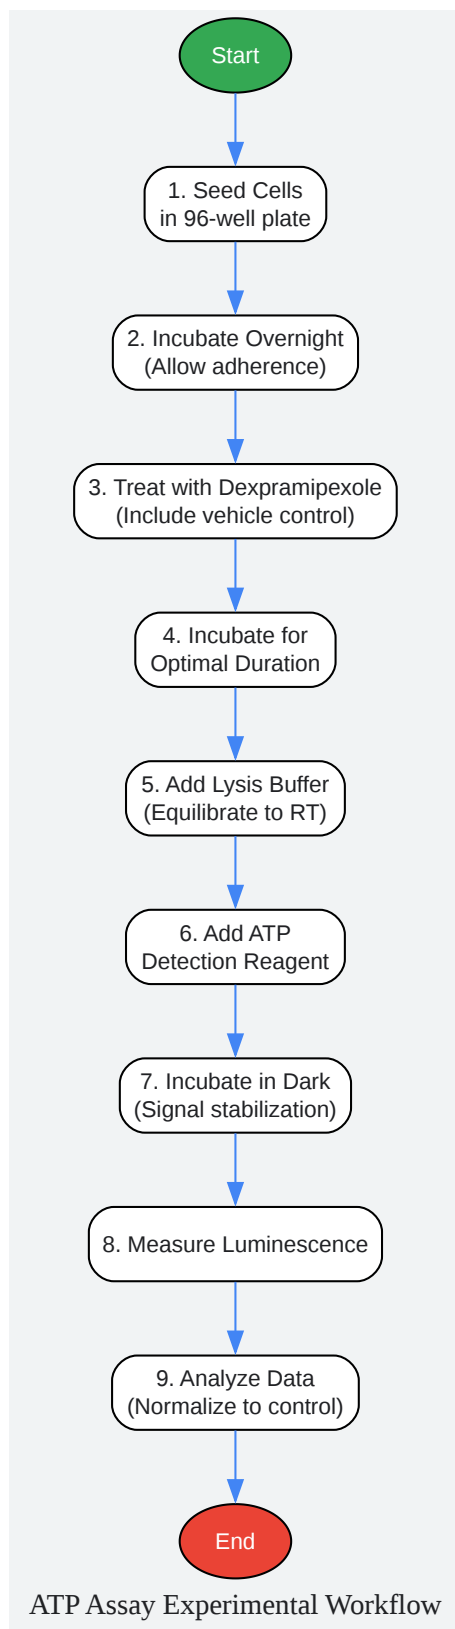 Start
1. Seed Cells
in 96-well plate
2. Incubate Overnight
(Allow adherence)
3. Treat with Dexpramipexole
(Include vehicle control)
4. Incubate for
Optimal Duration
5. Add Lysis Buffer
(Equilibrate to RT)
6. Add ATP
Detection Reagent
7. Incubate in Dark
(Signal stabilization)
8. Measure Luminescence
9. Analyze Data
(Normalize to control)
End
ATP Assay Experimental Workflow